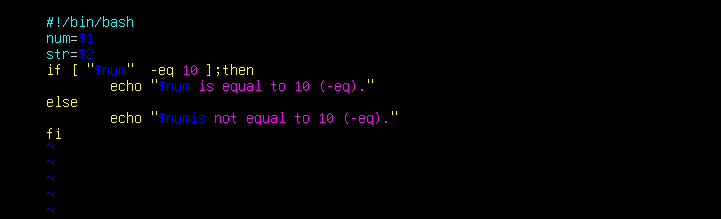 #!/bin/bash
num=$1
str=$2
if [ "$num"  -eq 10 ];then
        echo "$num is equal to 10 (-eq)."
else
        echo "$numis not equal to 10 (-eq)."
fi
~
~
~
~
~